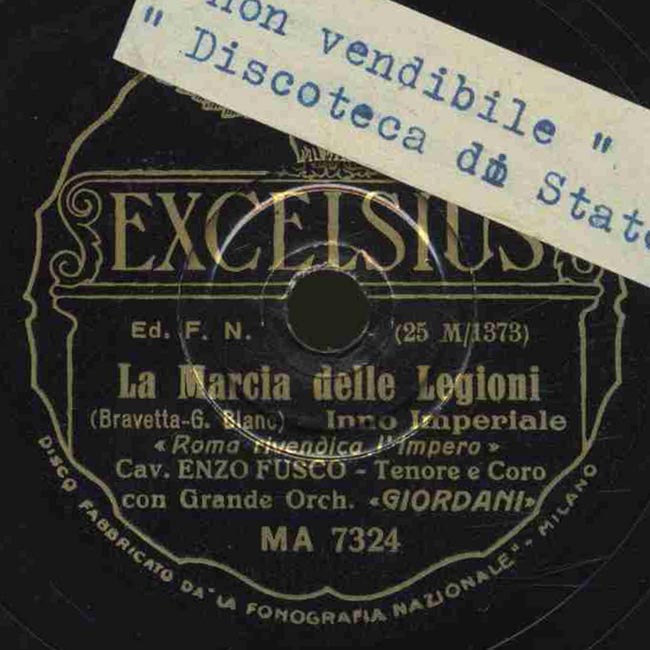 non vendibile "
" Discoteca di Stato
EXCELSIUS
Ed. F. N. (25 M/1373)
La Marcia delle Legioni
(Bravetta-G. Blanc) Inno Imperiale
«Roma rivendica l'Impero»
Cav. ENZO FUSCO - Tenore e Coro
con Grande Orch. «GIORDANI»
MA 7324
DISCO FABBRICATO DA "LA FONOGRAFIA NAZIONALE" - MILANO